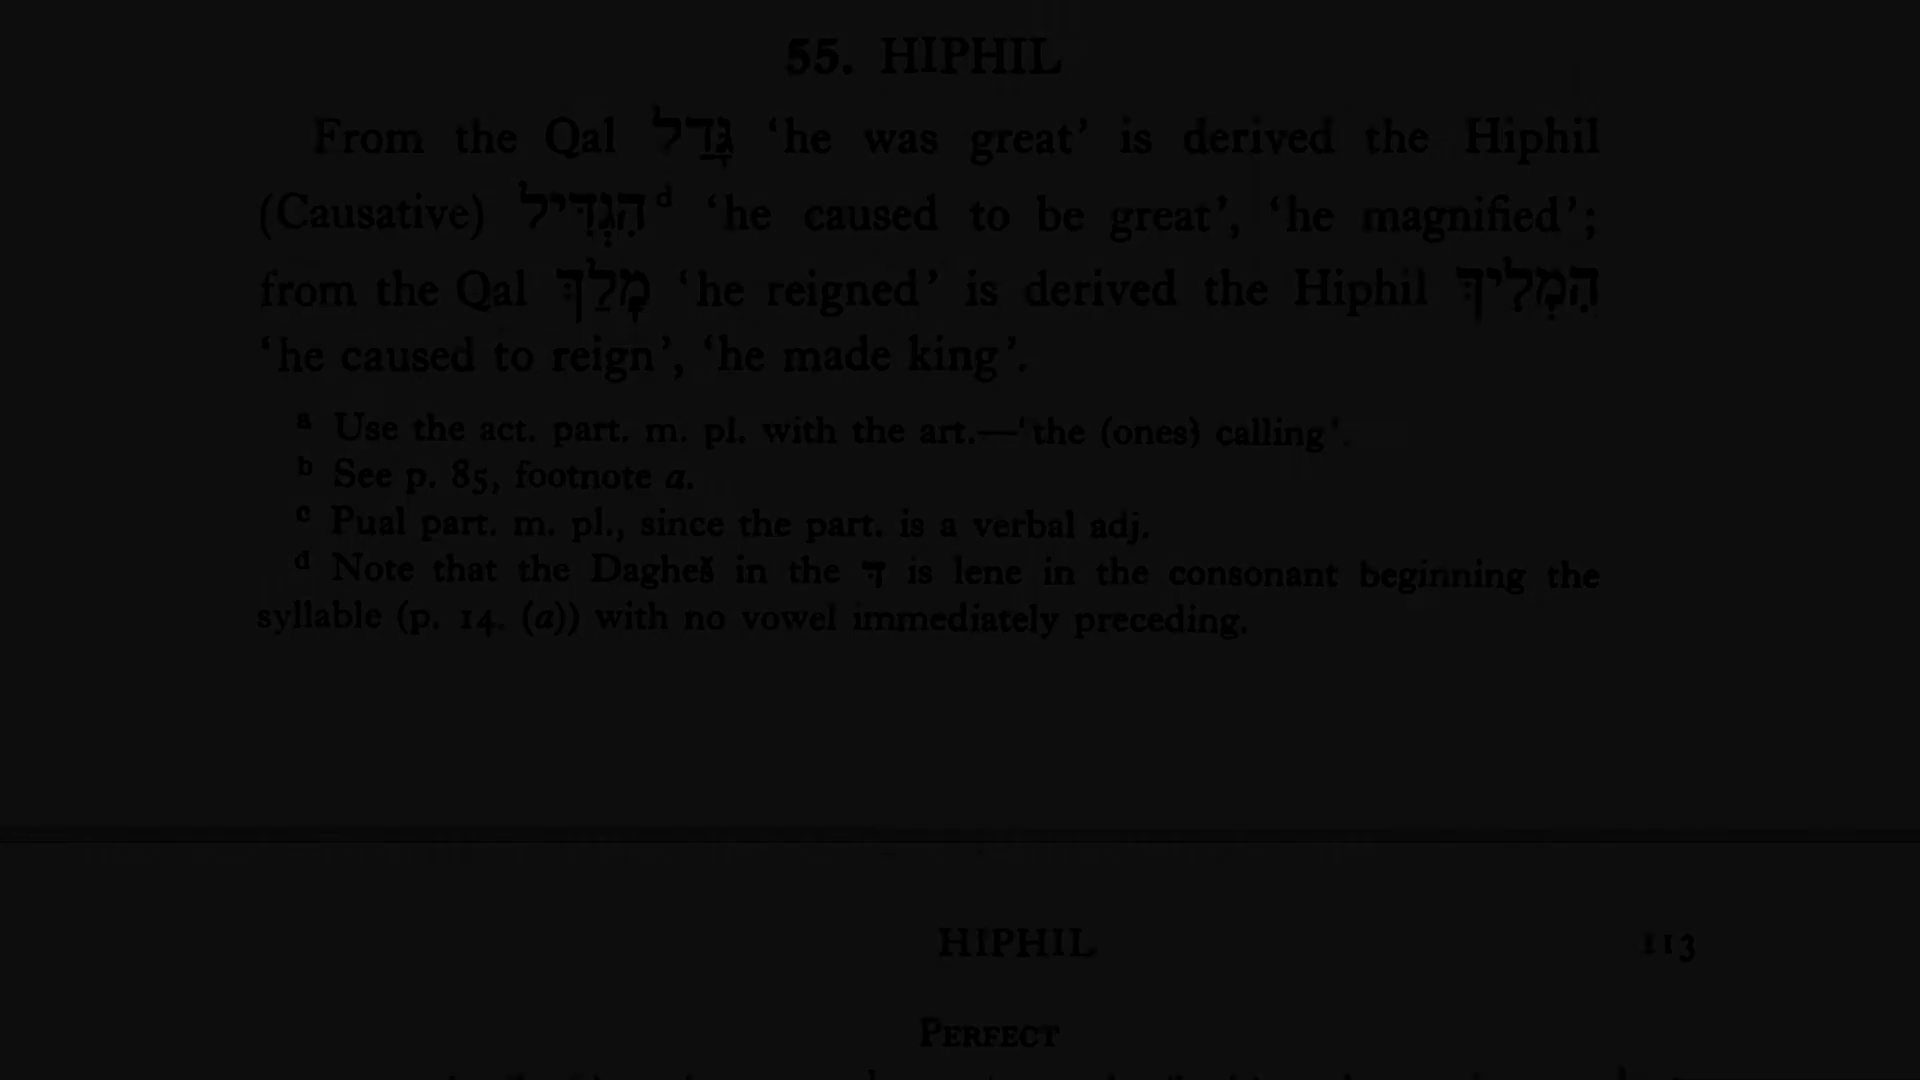 55. HIPHIL
From the Qal גָּדַל ‘he was great’ is derived the Hiphil
(Causative) הִגְדִּיל d ‘he caused to be great’, ‘he magnified’;
from the Qal מָלַךְ ‘he reigned’ is derived the Hiphil הִמְלִיךְ
‘he caused to reign’, ‘he made king’.
a Use the act. part. m. pl. with the art.—‘the (ones) calling’.
b See p. 85, footnote a.
c Pual part. m. pl., since the part. is a verbal adj.
d Note that the Dagheš in the דּ is lene in the consonant beginning the
syllable (p. 14. (a)) with no vowel immediately preceding.
HIPHIL 113
PERFECT